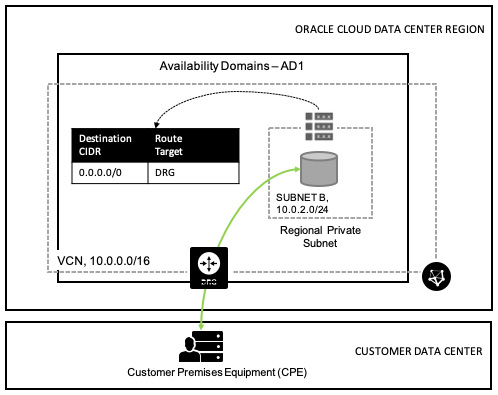 ORACLE CLOUD DATA CENTER REGION
Availability Domains – AD1
Destination CIDR
Route Target
0.0.0.0/0
DRG
SUBNET B,
10.0.2.0/24
Regional Private
Subnet
VCN, 10.0.0.0/16
DRG
CUSTOMER DATA CENTER
Customer Premises Equipment (CPE)